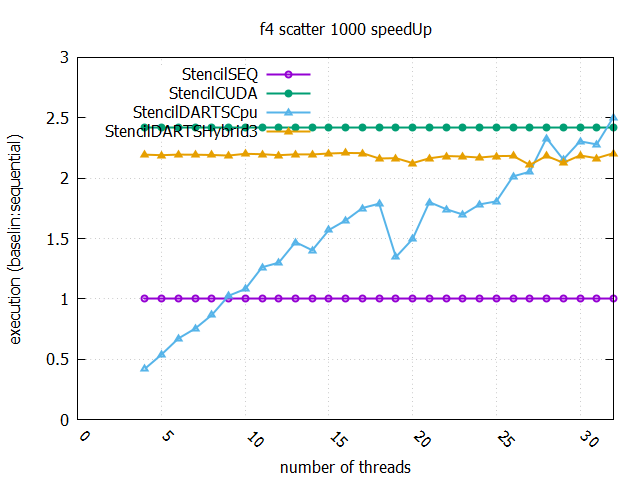 f4 scatter 1000 speedUp
3
2.5
2
1.5
1
0.5
0
StencilSEQ
StencilCUDA
StencilDARTSCpu
StencilDARTSHybrid3
execution (baselin:sequential)
0
5
10
15
20
25
30
number of threads